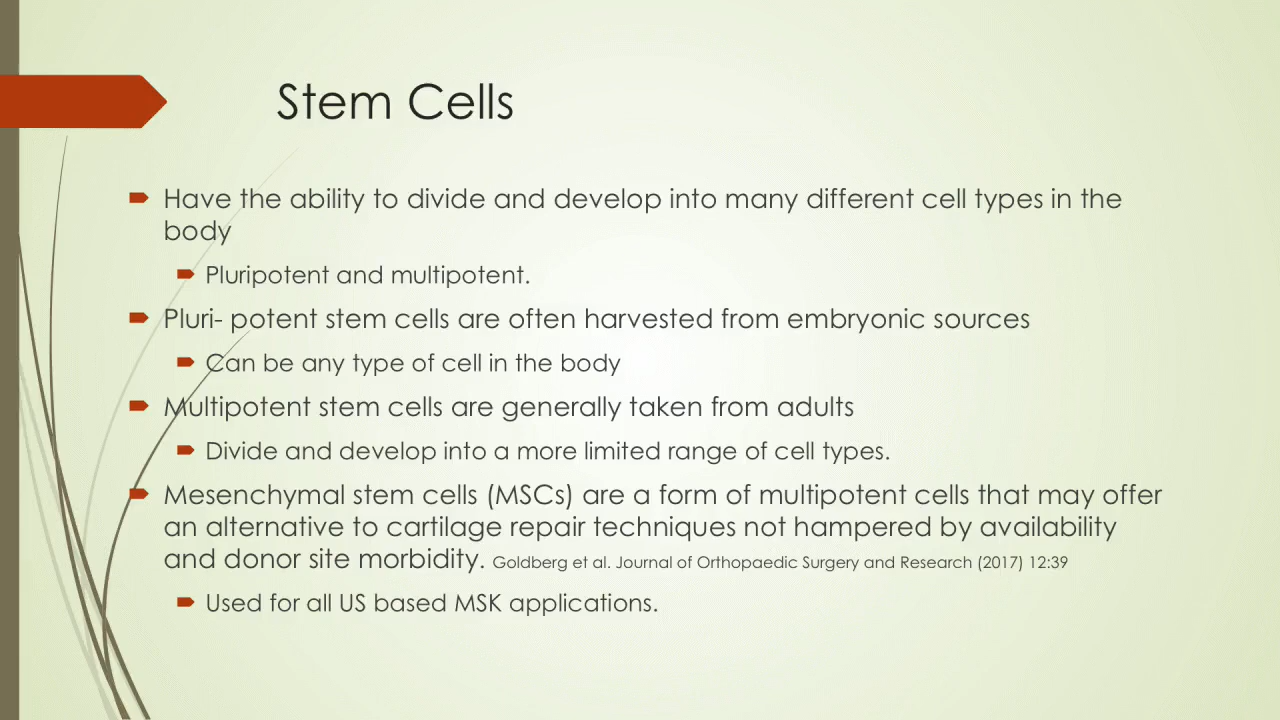 Stem Cells
Have the ability to divide and develop into many different cell types in the
body
Pluripotent and multipotent.
Pluri- potent stem cells are often harvested from embryonic sources
Can be any type of cell in the body
Multipotent stem cells are generally taken from adults
Divide and develop into a more limited range of cell types.
Mesenchymal stem cells (MSCs) are a form of multipotent cells that may offer
an alternative to cartilage repair techniques not hampered by availability
and donor site morbidity. Goldberg et al. Journal of Orthopaedic Surgery and Research (2017) 12:39
Used for all US based MSK applications.